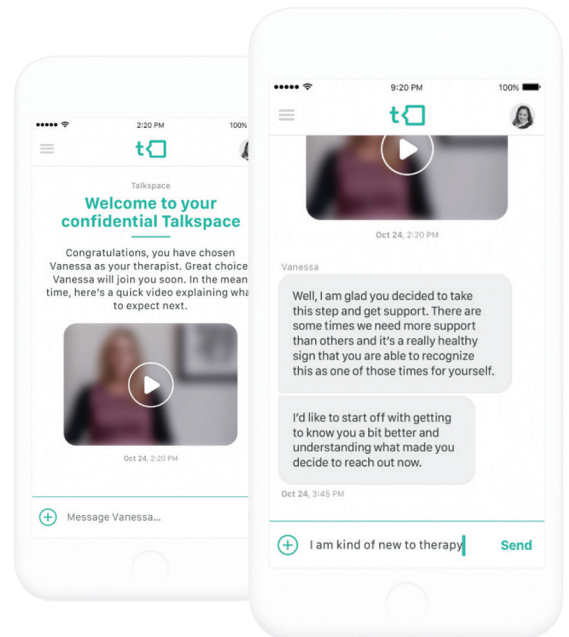 2:20 PM
100%
t
Talkspace
Welcome to your
confidential Talkspace
Congratulations, you have chosen
Vanessa as your therapist. Great choice
Vanessa will join you soon. In the mean
time, here's a quick video explaining wha
to expect next.
Oct 24, 2:20 PM
Message Vanessa...
9:20 PM
100%
t
Oct 24, 2:20 PM
Vanessa
Well, I am glad you decided to take
this step and get support. There are
some times we need more support
than others and it's a really healthy
sign that you are able to recognize
this as one of those times for yourself.
I'd like to start off with getting
to know you a bit better and
understanding what made you
decide to reach out now.
Oct 24, 3:45 PM
I am kind of new to therapy
Send